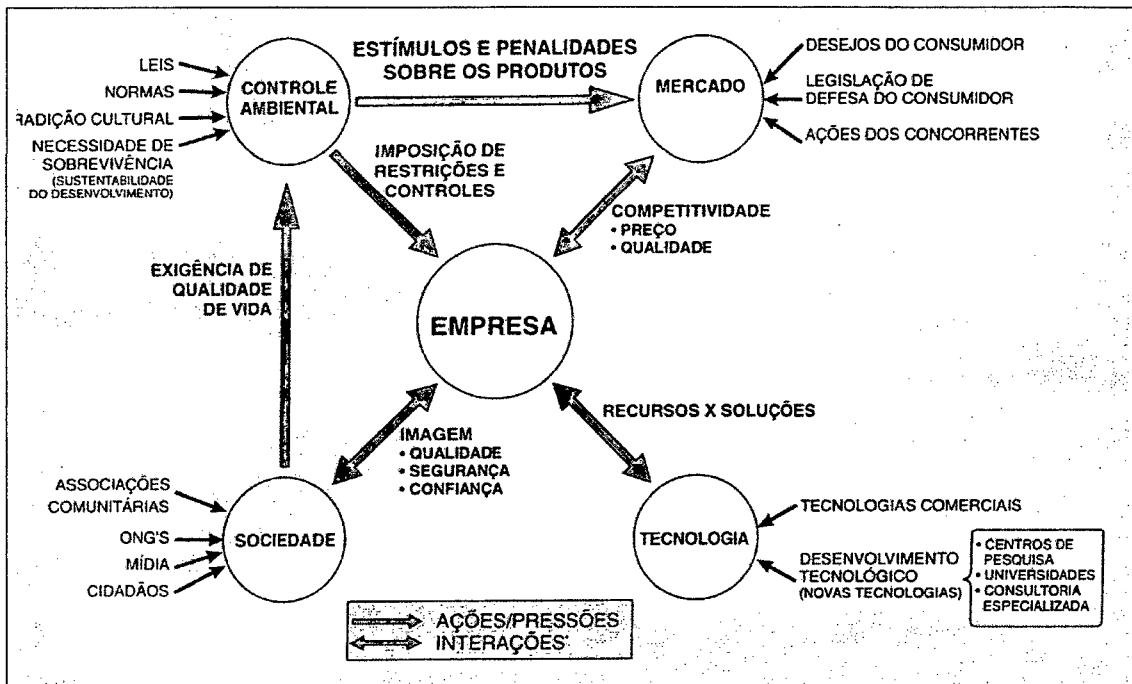 ESTÍMULOS E PENALIDADES
SOBRE OS PRODUTOS
LEIS
NORMAS
RADIÇÃO CULTURAL
NECESSIDADE DE
SOBREVIVÊNCIA
(SUSTENTABILIDADE
DO DESENVOLVIMENTO)
CONTROLE
AMBIENTAL
MERCADO
DESEJOS DO CONSUMIDOR
LEGISLAÇÃO DE
DEFESA DO CONSUMIDOR
AÇÕES DOS CONCORRENTES
IMPOSIÇÃO DE
RESTRIÇÕES E
CONTROLES
COMPETITIVIDADE
• PREÇO
• QUALIDADE
EXIGÊNCIA DE
QUALIDADE
DE VIDA
EMPRESA
RECURSOS X SOLUÇÕES
IMAGEM
• QUALIDADE
• SEGURANÇA
• CONFIANÇA
ASSOCIAÇÕES
COMUNITÁRIAS
ONG'S
MÍDIA
CIDADÃOS
SOCIEDADE
TECNOLOGIA
TECNOLOGIAS COMERCIAIS
DESENVOLVIMENTO
TECNOLÓGICO
(NOVAS TECNOLOGIAS)
• CENTROS DE
PESQUISA
• UNIVERSIDADES
• CONSULTORIA
ESPECIALIZADA
AÇÕES/PRESSÕES
INTERAÇÕES